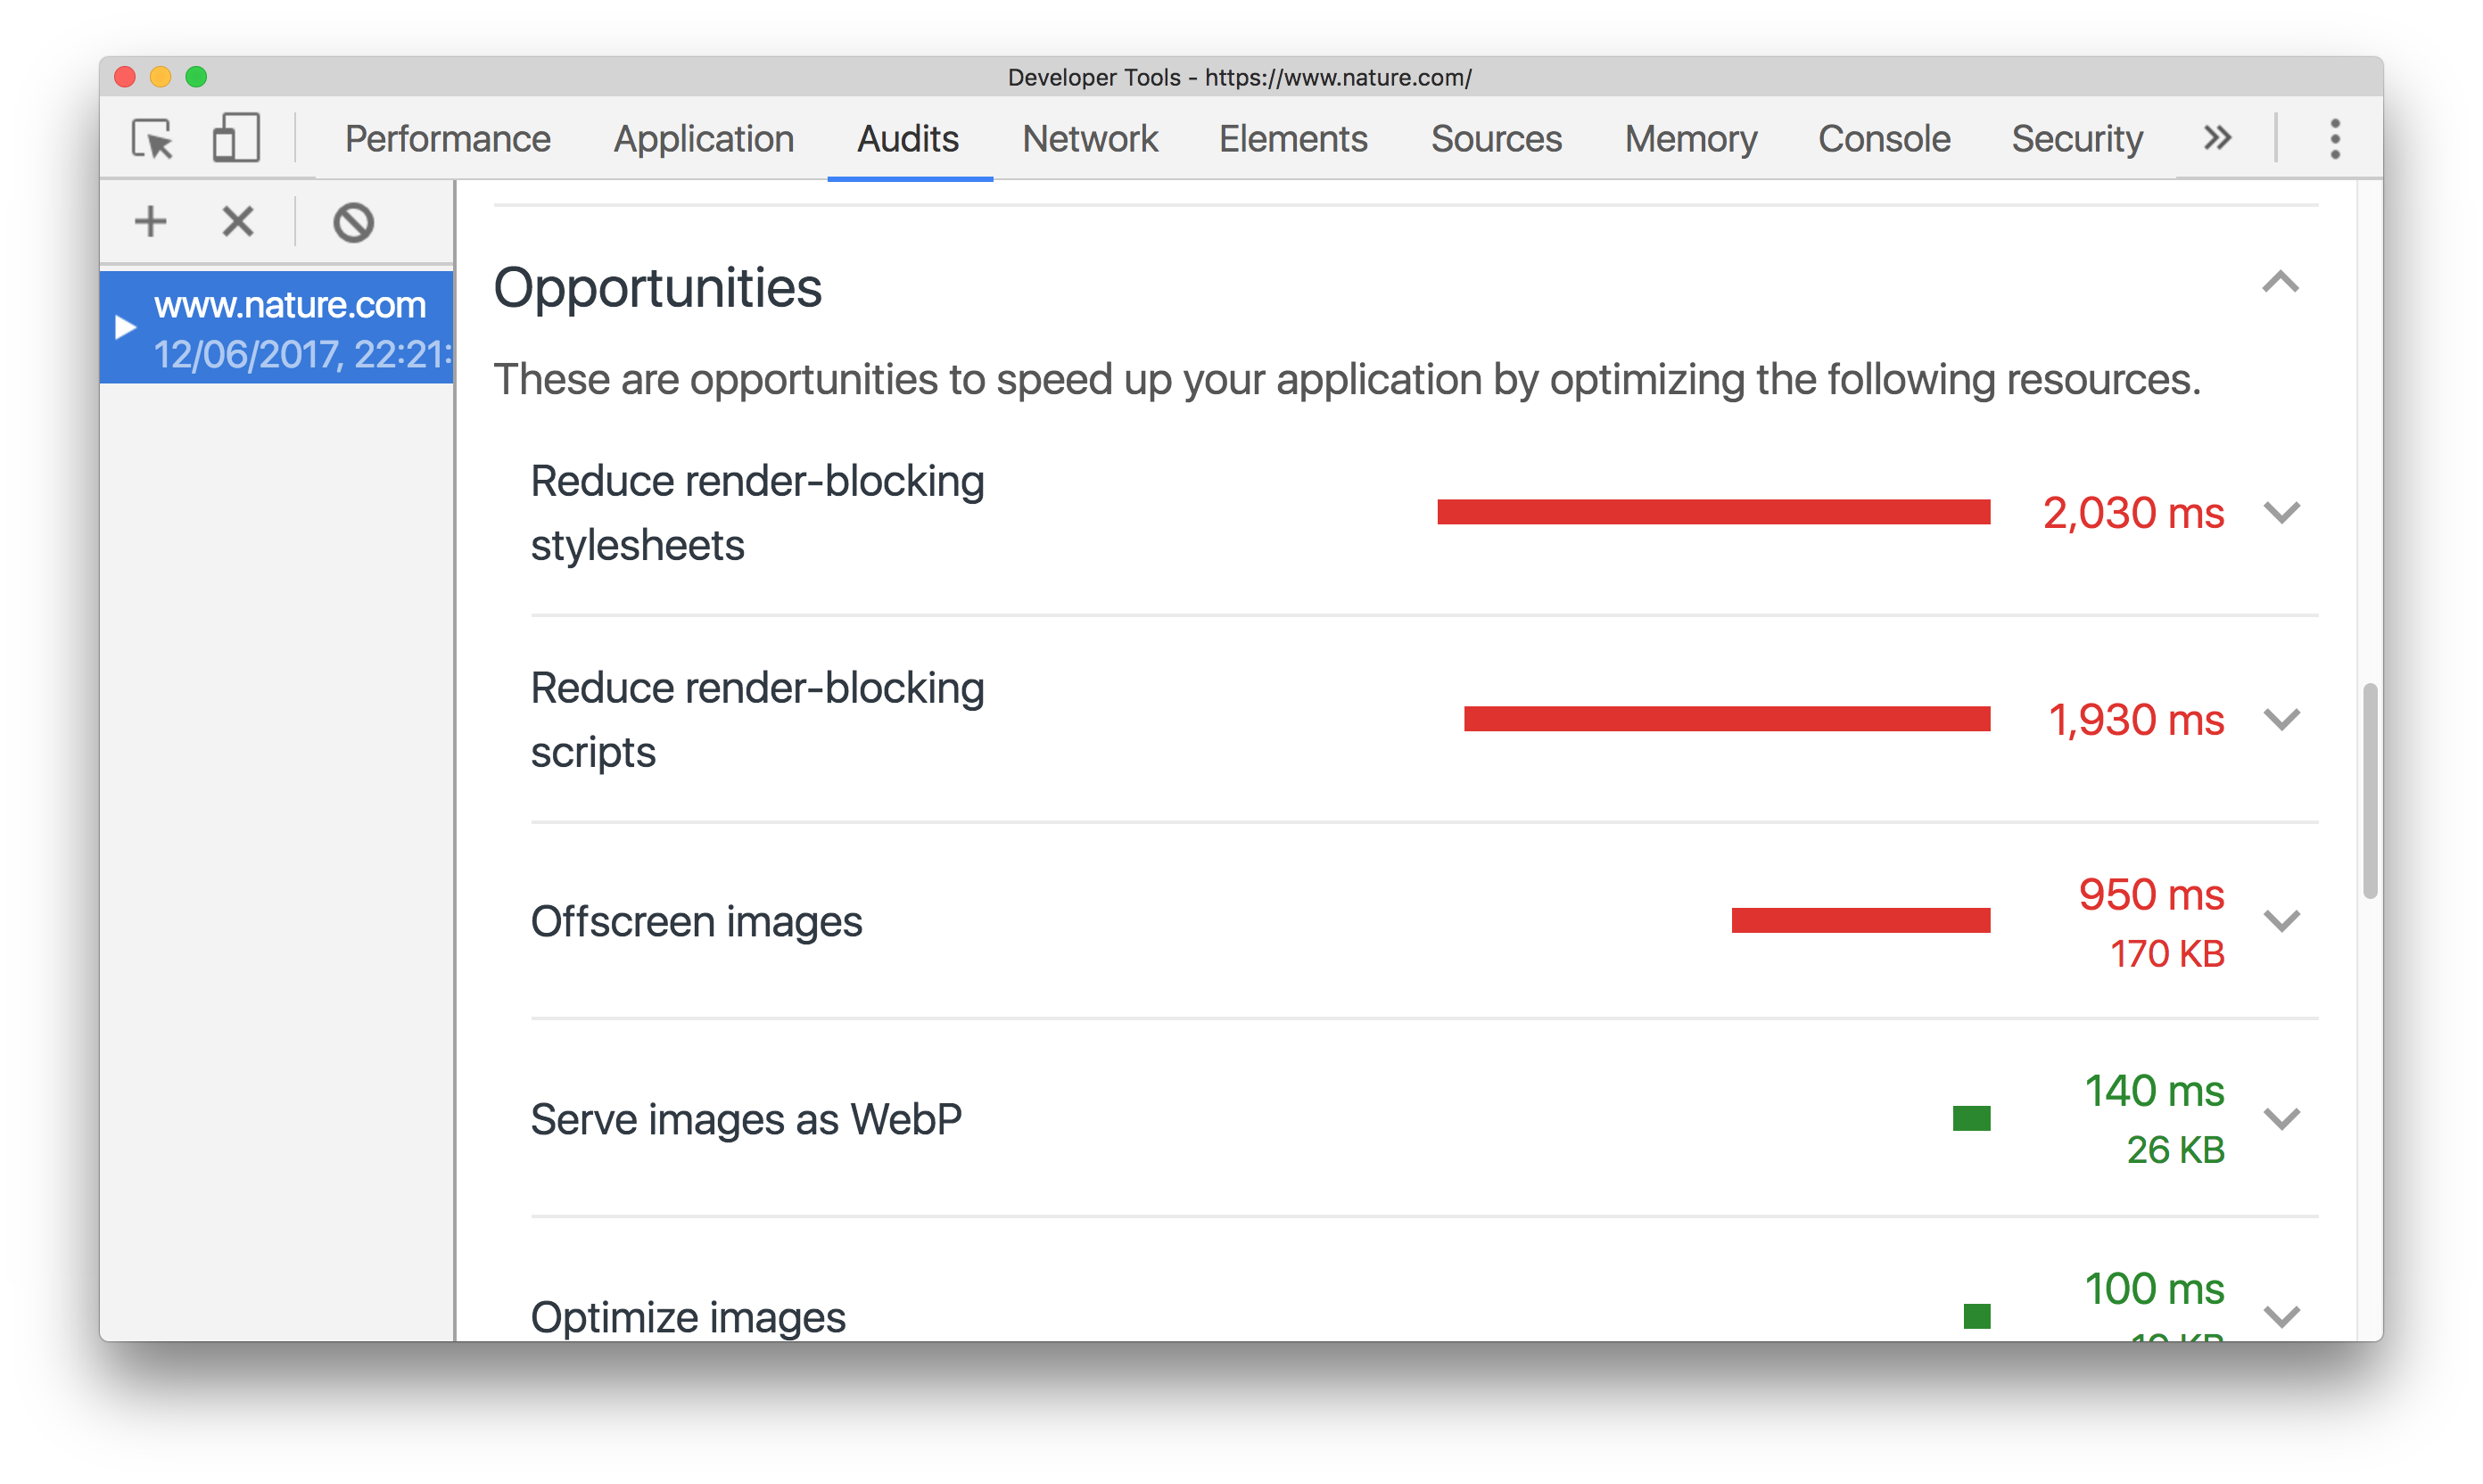 Developer Tools - https://www.nature.com/
Performance Application Audits Network Elements Sources Memory Console Security
www.nature.com
12/06/2017, 22:21:
Opportunities
These are opportunities to speed up your application by optimizing the following resources.
Reduce render-blocking
stylesheets
2,030 ms
Reduce render-blocking
scripts
1,930 ms
Offscreen images
950 ms
170 KB
Serve images as WebP
140 ms
26 KB
Optimize images
100 ms